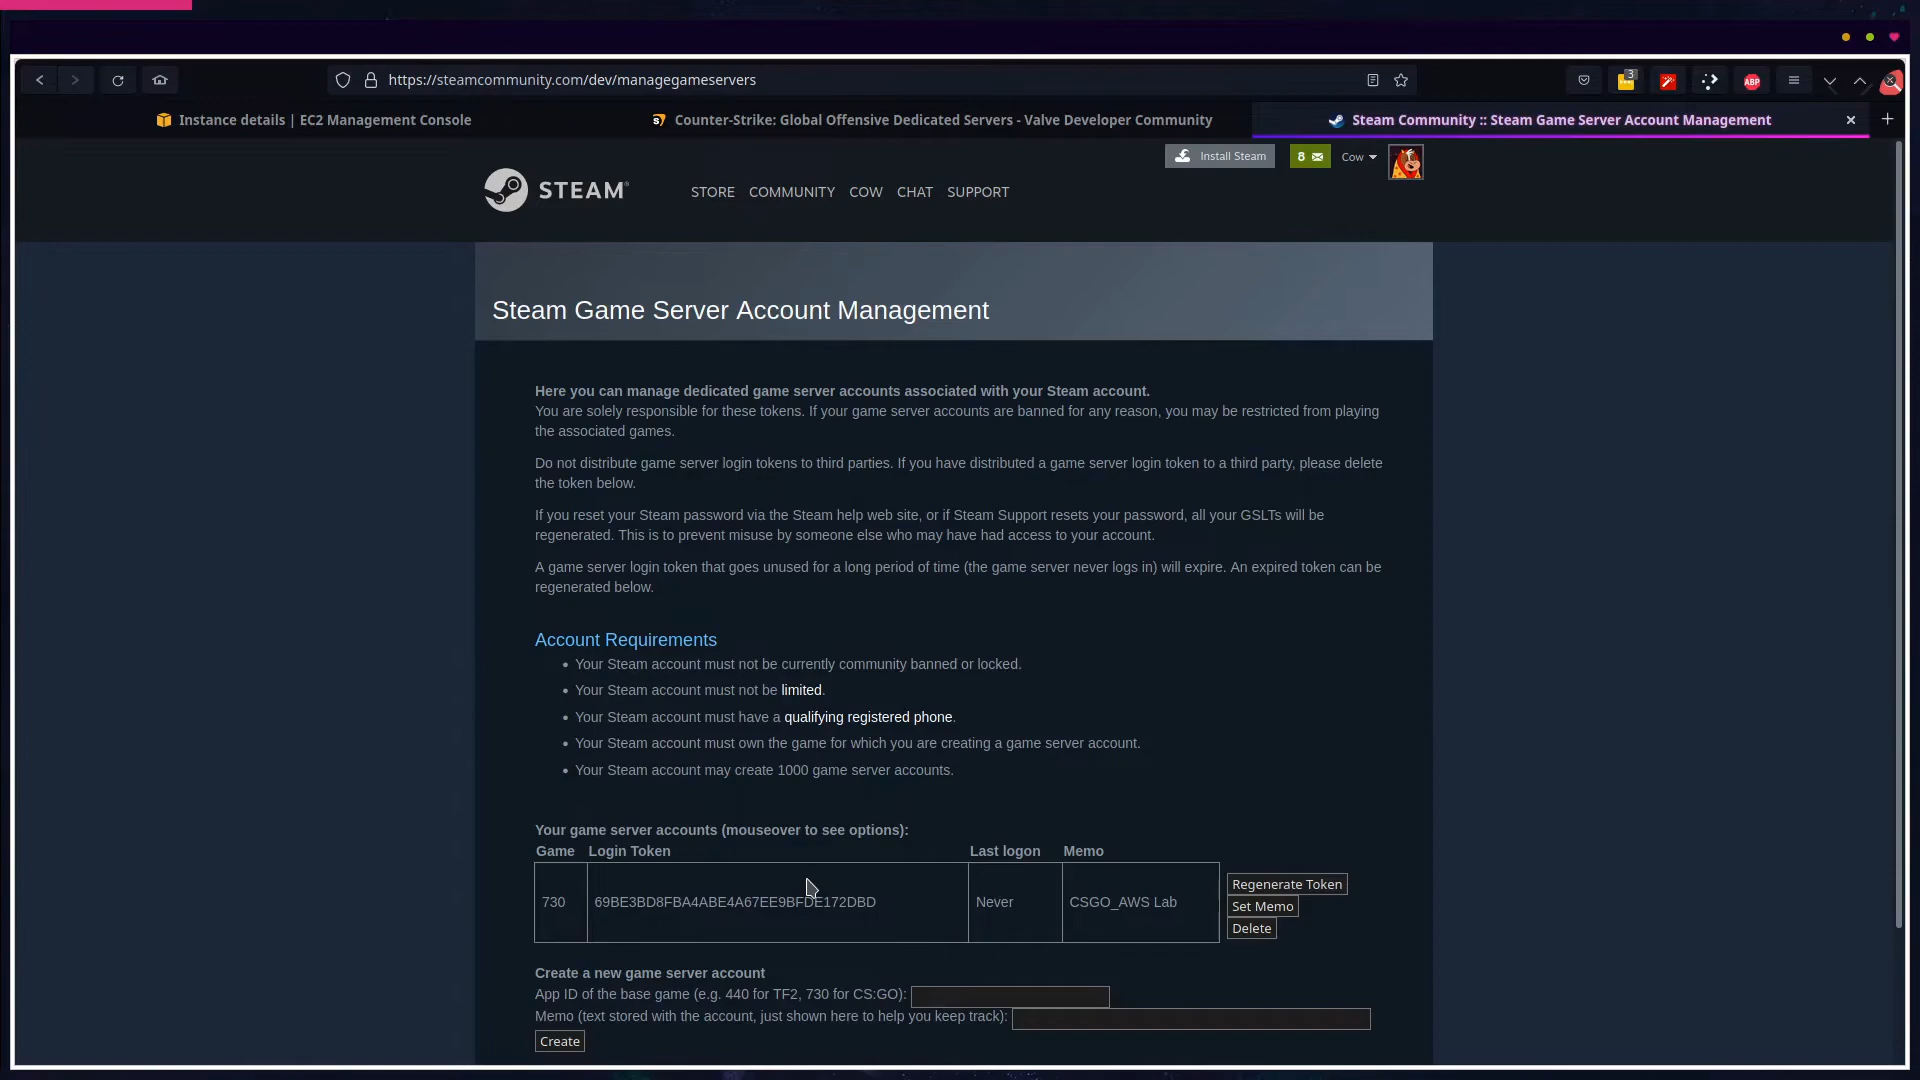 https://steamcommunity.com/dev/managegameservers
3
ABP
Instance details | EC2 Management Console
Counter-Strike: Global Offensive Dedicated Servers - Valve Developer Community
Steam Community :: Steam Game Server Account Management
Install Steam
8
Cow
STEAM®
STORE
COMMUNITY
COW
CHAT
SUPPORT
Steam Game Server Account Management
Here you can manage dedicated game server accounts associated with your Steam account.
You are solely responsible for these tokens. If your game server accounts are banned for any reason, you may be restricted from playing
the associated games.
Do not distribute game server login tokens to third parties. If you have distributed a game server login token to a third party, please delete
the token below.
If you reset your Steam password via the Steam help web site, or if Steam Support resets your password, all your GSLTs will be
regenerated. This is to prevent misuse by someone else who may have had access to your account.
A game server login token that goes unused for a long period of time (the game server never logs in) will expire. An expired token can be
regenerated below.
Account Requirements
• Your Steam account must not be currently community banned or locked.
• Your Steam account must not be limited.
• Your Steam account must have a qualifying registered phone.
• Your Steam account must own the game for which you are creating a game server account.
• Your Steam account may create 1000 game server accounts.
Your game server accounts (mouseover to see options):
Game Login Token Last logon Memo
730 69BE3BD8FBA4ABE4A67EE9BFDE172DBD Never CSGO_AWS Lab
Regenerate Token
Set Memo
Delete
Create a new game server account
App ID of the base game (e.g. 440 for TF2, 730 for CS:GO):
Memo (text stored with the account, just shown here to help you keep track):
Create